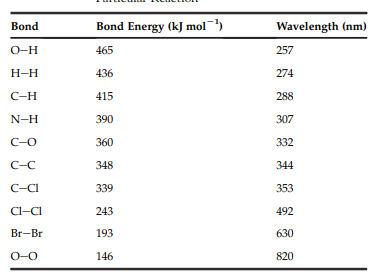 Particular Reaction
Bond Bond Energy (kJ mol⁻¹) Wavelength (nm)
O−H 465 257
H−H 436 274
C−H 415 288
N−H 390 307
C−O 360 332
C−C 348 344
C−Cl 339 353
Cl−Cl 243 492
Br−Br 193 630
O−O 146 820